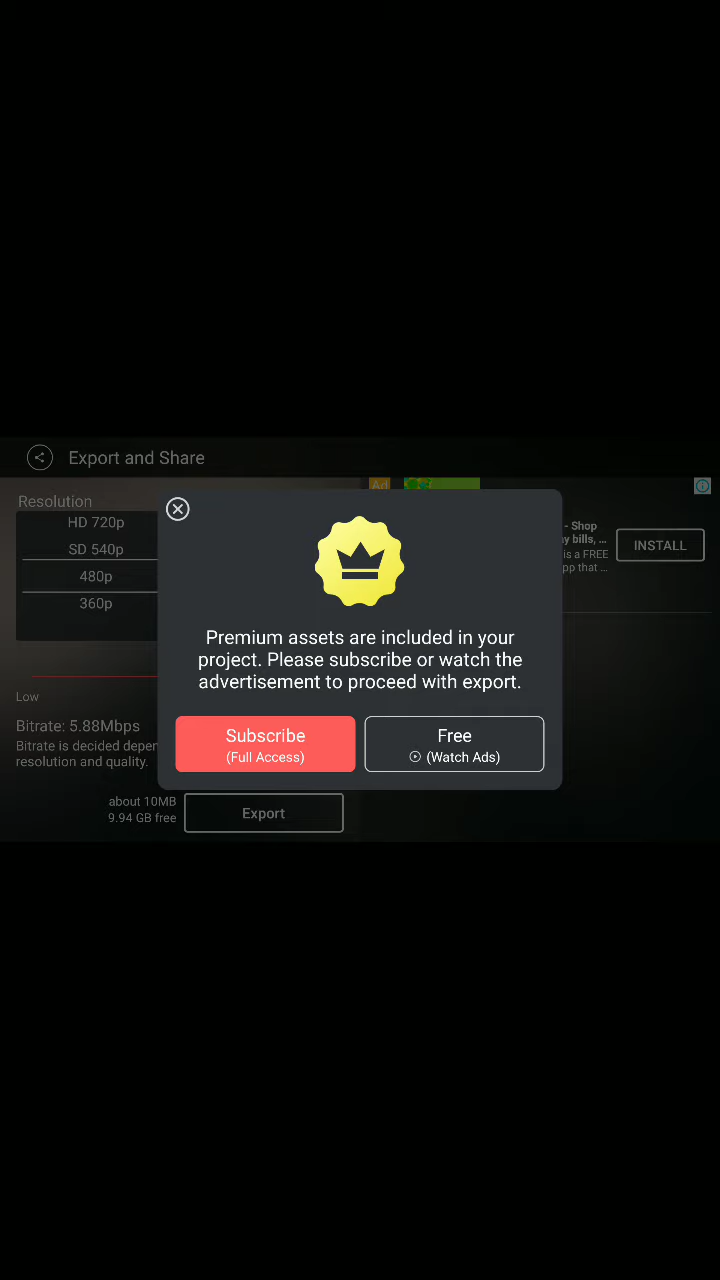 Export and Share
Resolution
HD 720p
SD 540p
480p
360p
Low
Bitrate: 5.88Mbps
Bitrate is decided
resolution and quality.
about 10MB
9.94 GB free
Export
Ad
- Shop
bills, ...
is a FREE
that ...
INSTALL
Premium assets are included in your
project. Please subscribe or watch the
advertisement to proceed with export.
Subscribe
(Full Access)
Free
(Watch Ads)